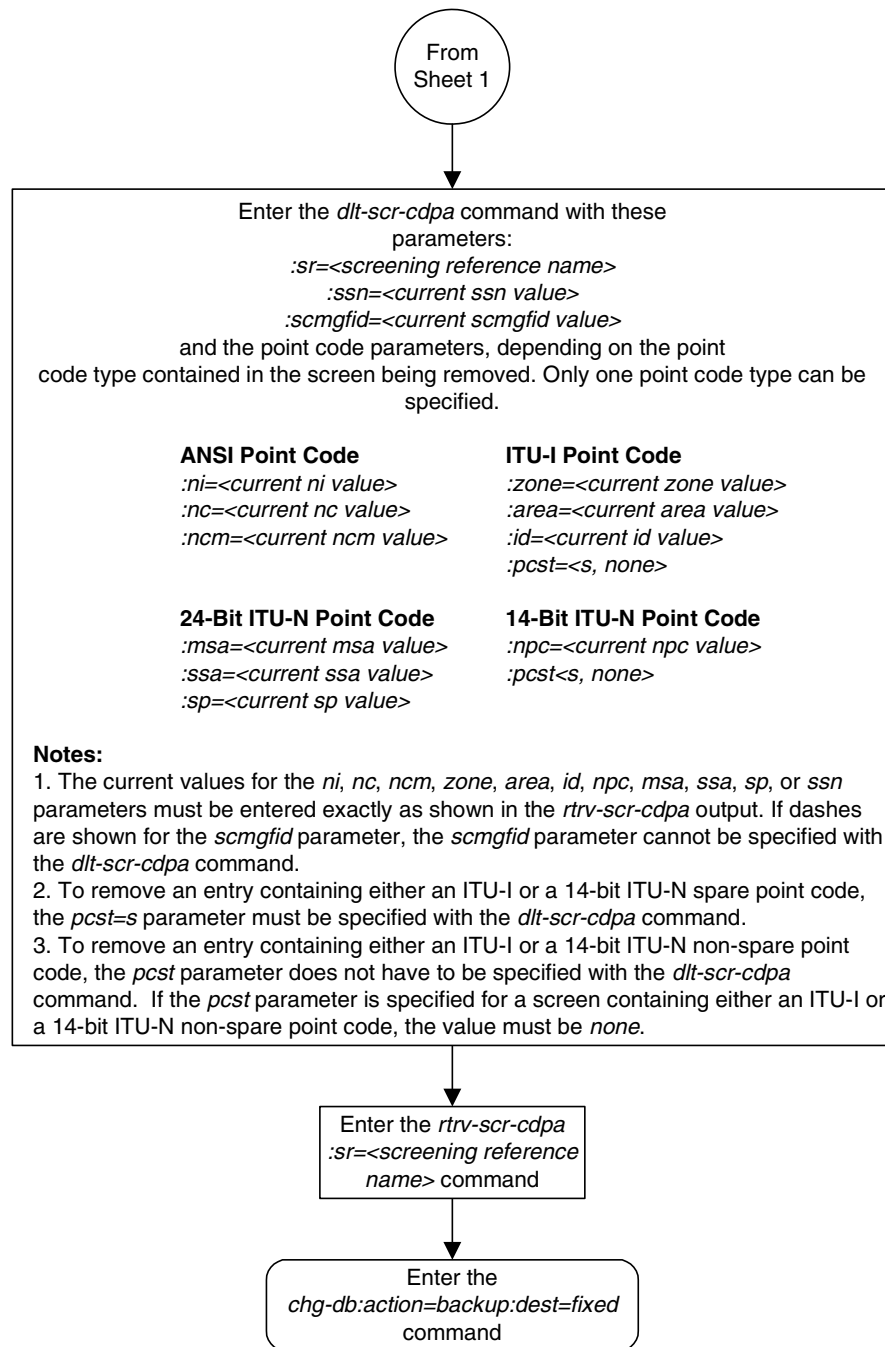 From
Sheet 1
Enter the dlt-scr-cdpa command with these
parameters:
:sr=<screening reference name>
:ssn=<current ssn value>
:scmgfid=<current scmgfid value>
and the point code parameters, depending on the point
code type contained in the screen being removed. Only one point code type can be
specified.
ANSI Point Code
:ni=<current ni value>
:nc=<current nc value>
:ncm=<current ncm value>
ITU-I Point Code
:zone=<current zone value>
:area=<current area value>
:id=<current id value>
:pcst=<s, none>
24-Bit ITU-N Point Code
:msa=<current msa value>
:ssa=<current ssa value>
:sp=<current sp value>
14-Bit ITU-N Point Code
:npc=<current npc value>
:pcst<s, none>
Notes:
1. The current values for the ni, nc, ncm, zone, area, id, npc, msa, ssa, sp, or ssn
parameters must be entered exactly as shown in the rtrv-scr-cdpa output. If dashes
are shown for the scmgfid parameter, the scmgfid parameter cannot be specified with
the dlt-scr-cdpa command.
2. To remove an entry containing either an ITU-I or a 14-bit ITU-N spare point code,
the pcst=s parameter must be specified with the dlt-scr-cdpa command.
3. To remove an entry containing either an ITU-I or a 14-bit ITU-N non-spare point
code, the pcst parameter does not have to be specified with the dlt-scr-cdpa
command. If the pcst parameter is specified for a screen containing either an ITU-I or
a 14-bit ITU-N non-spare point code, the value must be none.
Enter the rtrv-scr-cdpa
:sr=<screening reference
name> command
Enter the
chg-db:action=backup:dest=fixed
command